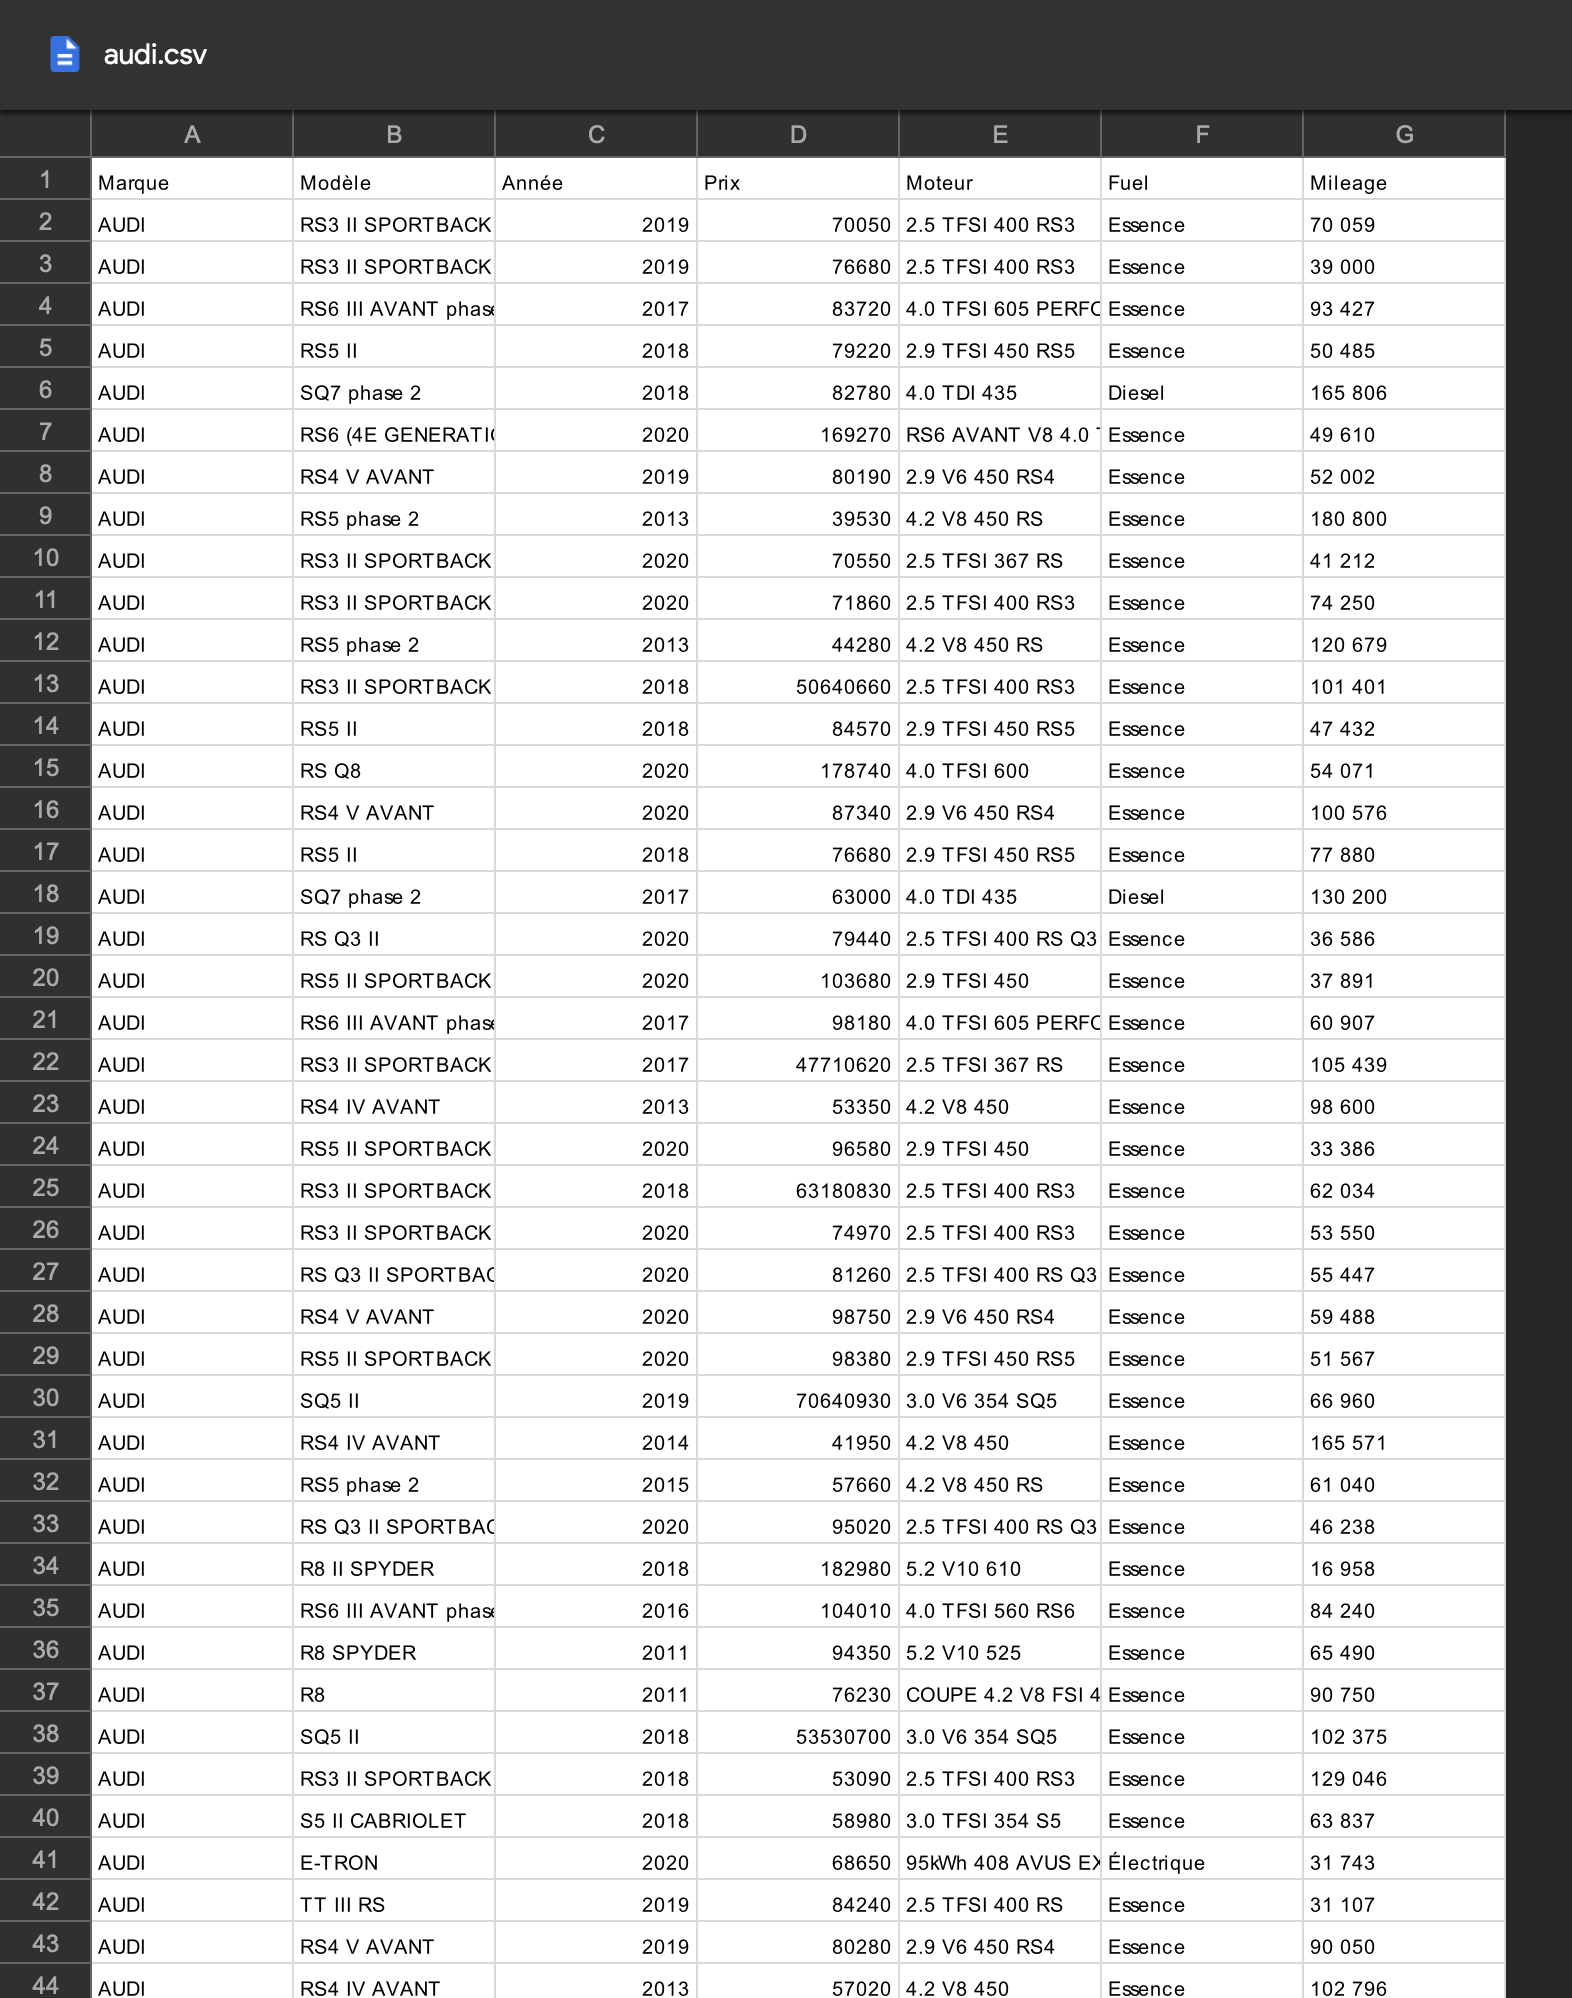 audi.csv
A B C D E F G
1 Marque Modèle Année Prix Moteur Fuel Mileage
2 AUDI RS3 II SPORTBACK 2019 70050 2.5 TFSI 400 RS3 Essence 70 059
3 AUDI RS3 II SPORTBACK 2019 76680 2.5 TFSI 400 RS3 Essence 39 000
4 AUDI RS6 III AVANT phase 2017 83720 4.0 TFSI 605 PERFO Essence 93 427
5 AUDI RS5 II 2018 79220 2.9 TFSI 450 RS5 Essence 50 485
6 AUDI SQ7 phase 2 2018 82780 4.0 TDI 435 Diesel 165 806
7 AUDI RS6 (4E GENERATIO 2020 169270 RS6 AVANT V8 4.0 T Essence 49 610
8 AUDI RS4 V AVANT 2019 80190 2.9 V6 450 RS4 Essence 52 002
9 AUDI RS5 phase 2 2013 39530 4.2 V8 450 RS Essence 180 800
10 AUDI RS3 II SPORTBACK 2020 70550 2.5 TFSI 367 RS Essence 41 212
11 AUDI RS3 II SPORTBACK 2020 71860 2.5 TFSI 400 RS3 Essence 74 250
12 AUDI RS5 phase 2 2013 44280 4.2 V8 450 RS Essence 120 679
13 AUDI RS3 II SPORTBACK 2018 50640660 2.5 TFSI 400 RS3 Essence 101 401
14 AUDI RS5 II 2018 84570 2.9 TFSI 450 RS5 Essence 47 432
15 AUDI RS Q8 2020 178740 4.0 TFSI 600 Essence 54 071
16 AUDI RS4 V AVANT 2020 87340 2.9 V6 450 RS4 Essence 100 576
17 AUDI RS5 II 2018 76680 2.9 TFSI 450 RS5 Essence 77 880
18 AUDI SQ7 phase 2 2017 63000 4.0 TDI 435 Diesel 130 200
19 AUDI RS Q3 II 2020 79440 2.5 TFSI 400 RS Q3 Essence 36 586
20 AUDI RS5 II SPORTBACK 2020 103680 2.9 TFSI 450 Essence 37 891
21 AUDI RS6 III AVANT phase 2017 98180 4.0 TFSI 605 PERFO Essence 60 907
22 AUDI RS3 II SPORTBACK 2017 47710620 2.5 TFSI 367 RS Essence 105 439
23 AUDI RS4 IV AVANT 2013 53350 4.2 V8 450 Essence 98 600
24 AUDI RS5 II SPORTBACK 2020 96580 2.9 TFSI 450 Essence 33 386
25 AUDI RS3 II SPORTBACK 2018 63180830 2.5 TFSI 400 RS3 Essence 62 034
26 AUDI RS3 II SPORTBACK 2020 74970 2.5 TFSI 400 RS3 Essence 53 550
27 AUDI RS Q3 II SPORTBAC 2020 81260 2.5 TFSI 400 RS Q3 Essence 55 447
28 AUDI RS4 V AVANT 2020 98750 2.9 V6 450 RS4 Essence 59 488
29 AUDI RS5 II SPORTBACK 2020 98380 2.9 TFSI 450 RS5 Essence 51 567
30 AUDI SQ5 II 2019 70640930 3.0 V6 354 SQ5 Essence 66 960
31 AUDI RS4 IV AVANT 2014 41950 4.2 V8 450 Essence 165 571
32 AUDI RS5 phase 2 2015 57660 4.2 V8 450 RS Essence 61 040
33 AUDI RS Q3 II SPORTBAC 2020 95020 2.5 TFSI 400 RS Q3 Essence 46 238
34 AUDI R8 II SPYDER 2018 182980 5.2 V10 610 Essence 16 958
35 AUDI RS6 III AVANT phase 2016 104010 4.0 TFSI 560 RS6 Essence 84 240
36 AUDI R8 SPYDER 2011 94350 5.2 V10 525 Essence 65 490
37 AUDI R8 2011 76230 COUPE 4.2 V8 FSI 4 Essence 90 750
38 AUDI SQ5 II 2018 53530700 3.0 V6 354 SQ5 Essence 102 375
39 AUDI RS3 II SPORTBACK 2018 53090 2.5 TFSI 400 RS3 Essence 129 046
40 AUDI S5 II CABRIOLET 2018 58980 3.0 TFSI 354 S5 Essence 63 837
41 AUDI E-TRON 2020 68650 95kWh 408 AVUS EX Électrique 31 743
42 AUDI TT III RS 2019 84240 2.5 TFSI 400 RS Essence 31 107
43 AUDI RS4 V AVANT 2019 80280 2.9 V6 450 RS4 Essence 90 050
44 AUDI RS4 IV AVANT 2013 57020 4.2 V8 450 Essence 102 796